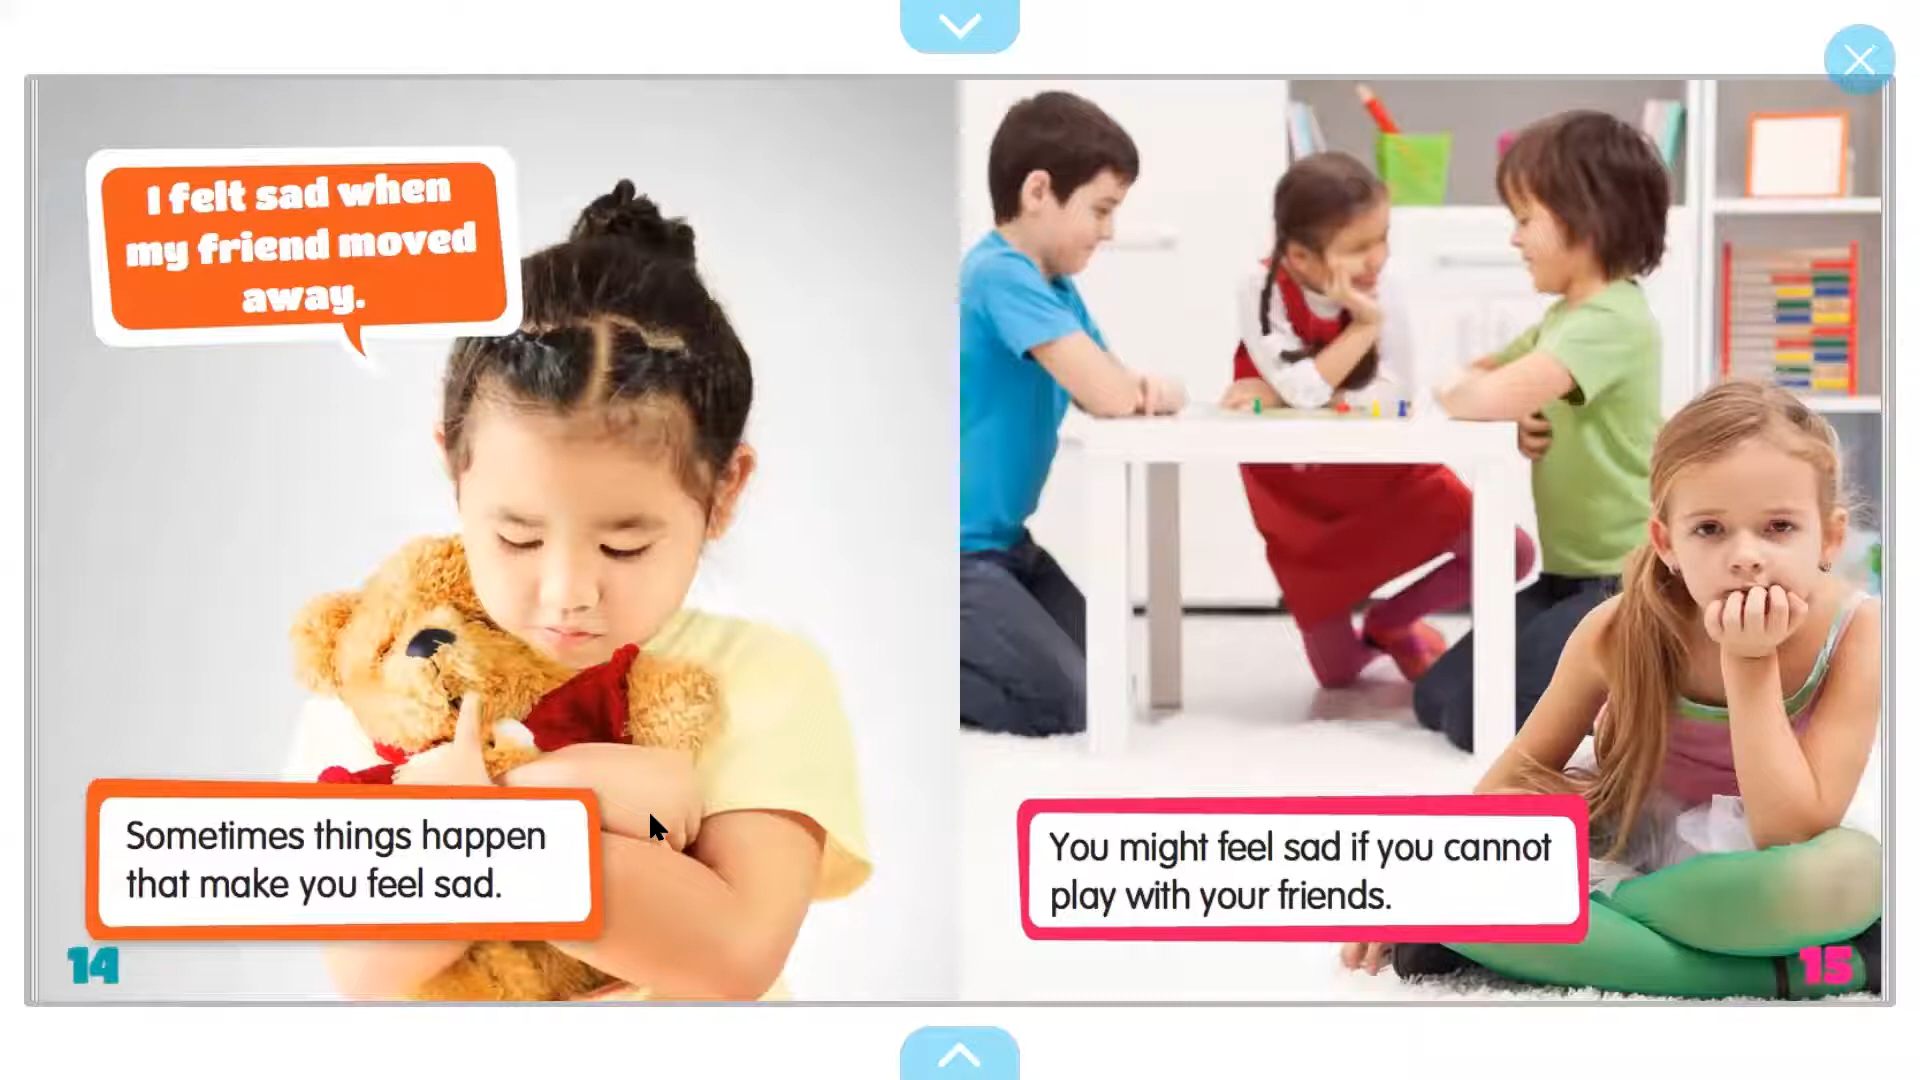 I felt sad when
my friend moved
away.
Sometimes things happen
that make you feel sad.
14
You might feel sad if you cannot
play with your friends.
15